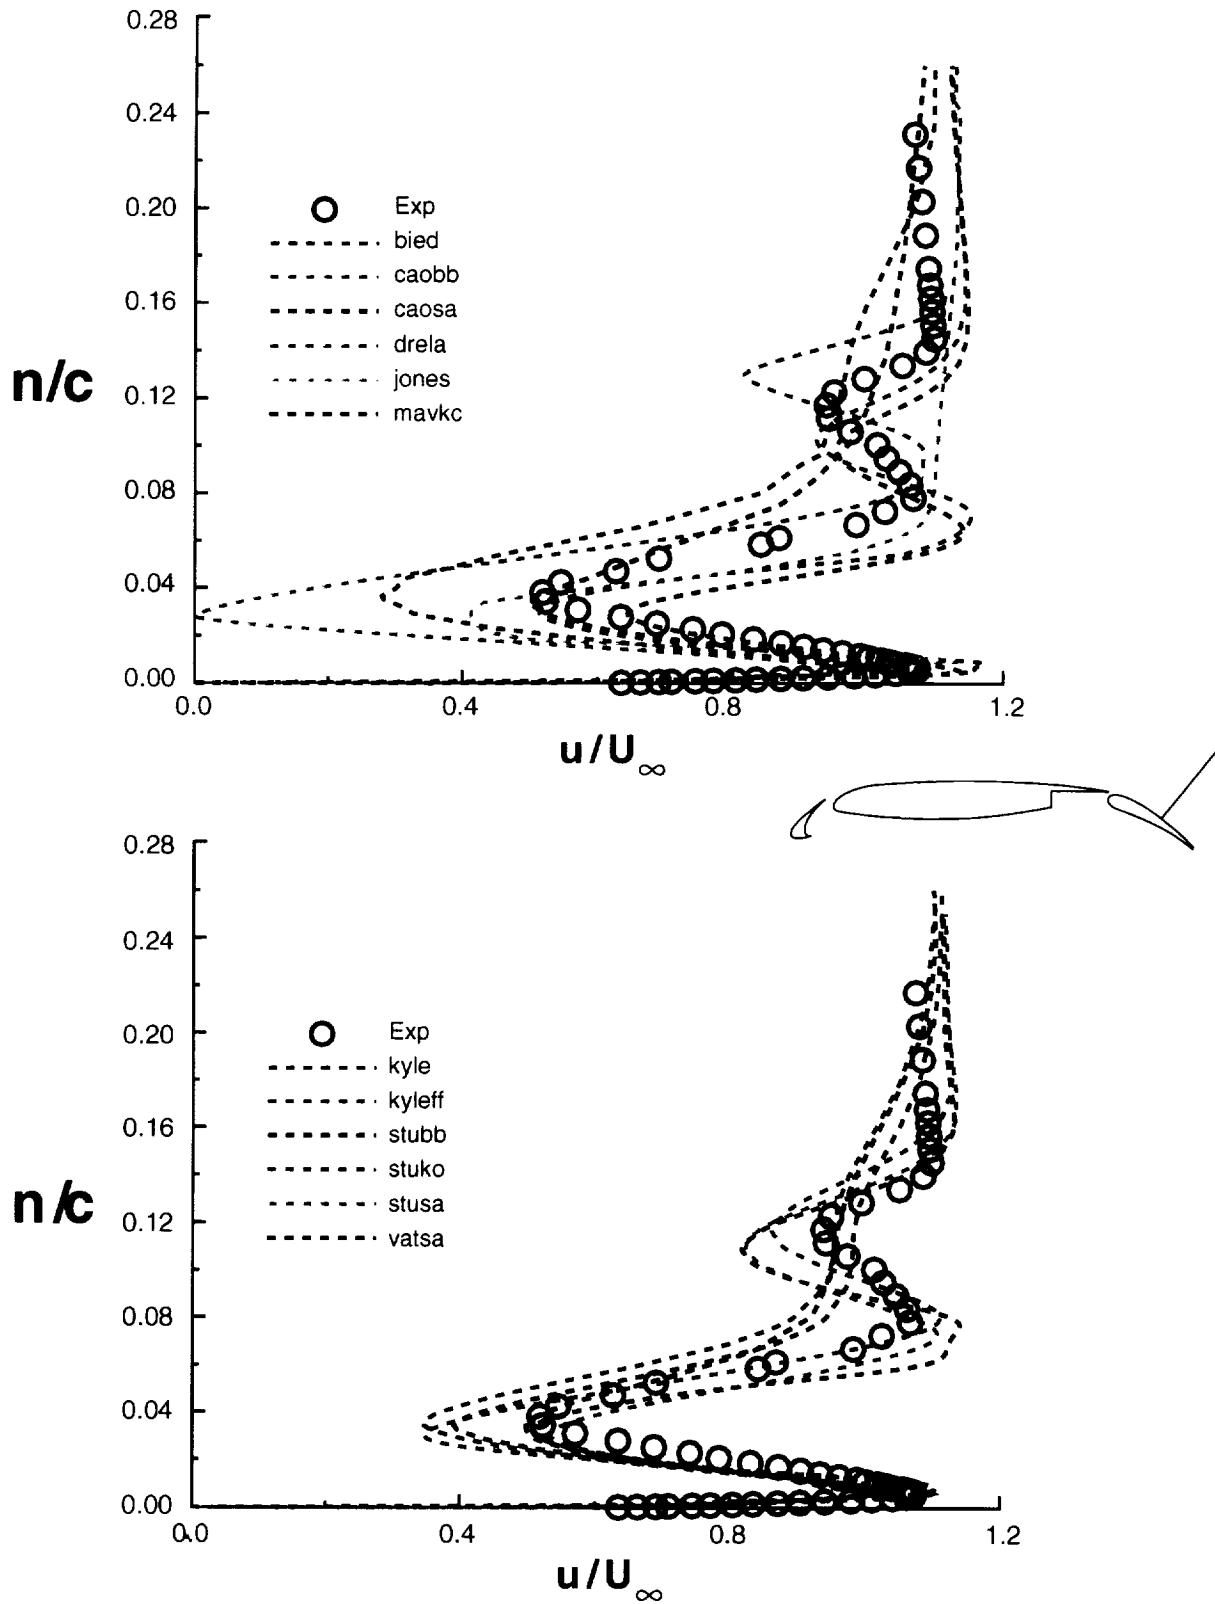 0.28
0.24
0.20
0.16
0.12
0.08
0.04
0.00
n/c
Exp
bied
caobb
caosa
drela
jones
mavkc
0.0
0.4
0.8
1.2
u/U∞
0.28
0.24
0.20
0.16
0.12
0.08
0.04
0.00
n/c
Exp
kyle
kyleff
stubb
stuko
stusa
vatsa
0.0
0.4
0.8
1.2
u/U∞